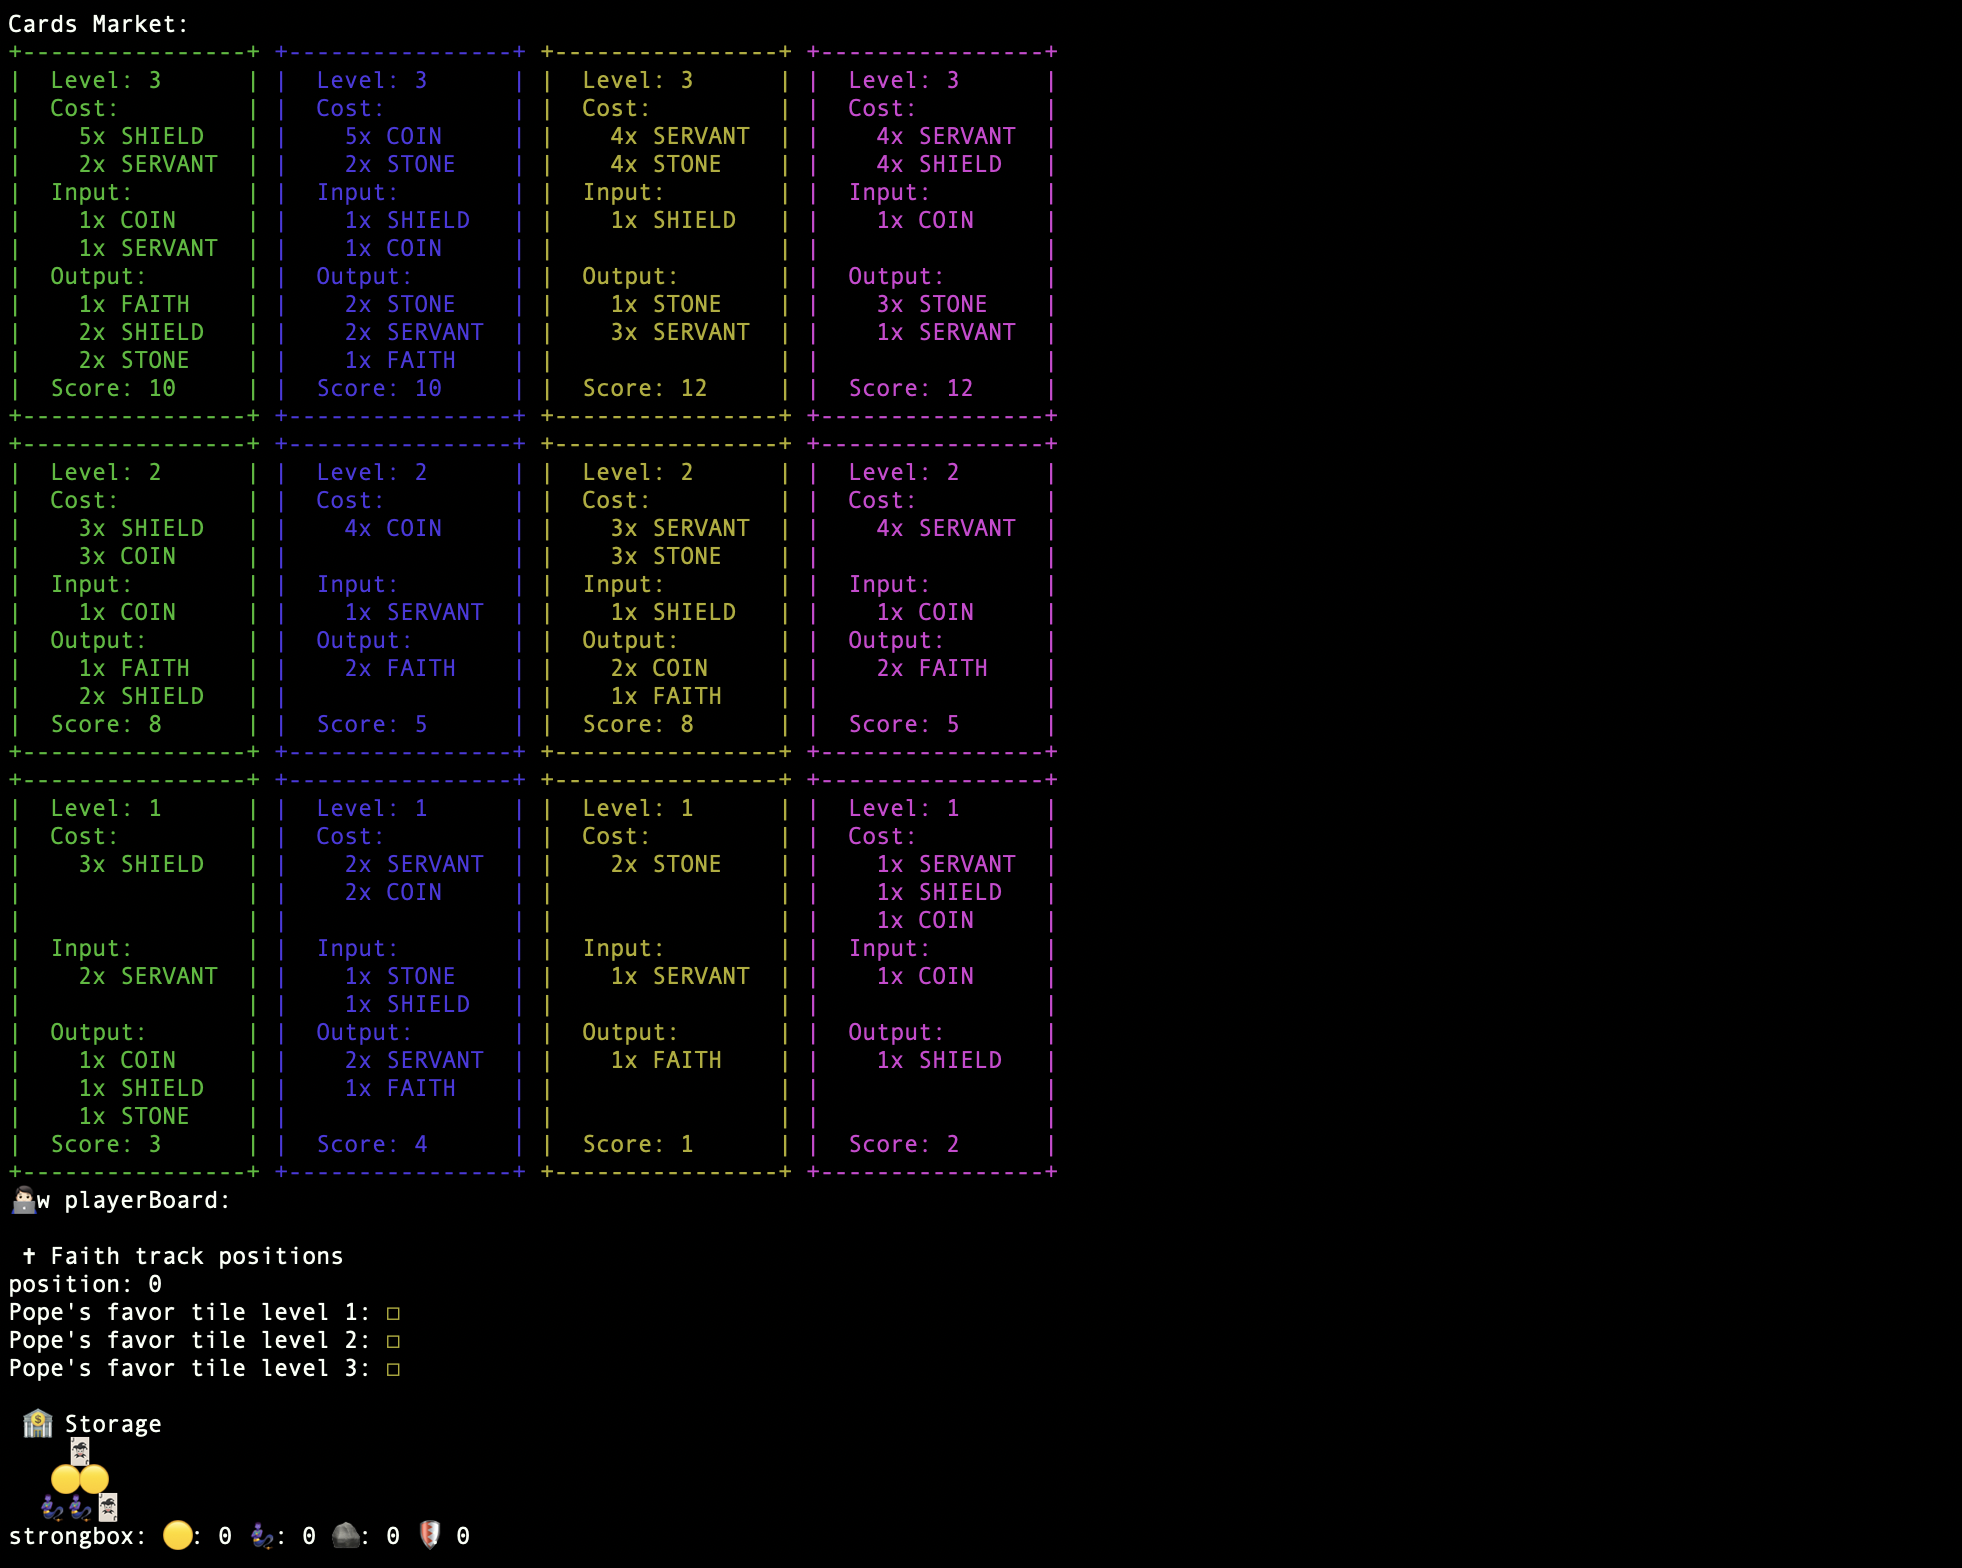 Cards Market:
+----------------+ +----------------+ +----------------+ +----------------+
|  Level: 3      | |  Level: 3      | |  Level: 3      | |  Level: 3      |
|  Cost:         | |  Cost:         | |  Cost:         | |  Cost:         |
|    5x SHIELD   | |    5x COIN     | |    4x SERVANT  | |    4x SERVANT  |
|    2x SERVANT  | |    2x STONE    | |    4x STONE    | |    4x SHIELD   |
|  Input:        | |  Input:        | |  Input:        | |  Input:        |
|    1x COIN     | |    1x SHIELD   | |    1x SHIELD   | |    1x COIN     |
|    1x SERVANT  | |    1x COIN     | |                | |                |
|  Output:       | |  Output:       | |  Output:       | |  Output:       |
|    1x FAITH    | |    2x STONE    | |    1x STONE    | |    3x STONE    |
|    2x SHIELD   | |    2x SERVANT  | |    3x SERVANT  | |    1x SERVANT  |
|    2x STONE    | |    1x FAITH    | |                | |                |
|  Score: 10     | |  Score: 10     | |  Score: 12     | |  Score: 12     |
+----------------+ +----------------+ +----------------+ +----------------+
+----------------+ +----------------+ +----------------+ +----------------+
|  Level: 2      | |  Level: 2      | |  Level: 2      | |  Level: 2      |
|  Cost:         | |  Cost:         | |  Cost:         | |  Cost:         |
|    3x SHIELD   | |    4x COIN     | |    3x SERVANT  | |    4x SERVANT  |
|    3x COIN     | |                | |    3x STONE    | |                |
|  Input:        | |  Input:        | |  Input:        | |  Input:        |
|    1x COIN     | |    1x SERVANT  | |    1x SHIELD   | |    1x COIN     |
|  Output:       | |  Output:       | |  Output:       | |  Output:       |
|    1x FAITH    | |    2x FAITH    | |    2x COIN     | |    2x FAITH    |
|    2x SHIELD   | |                | |    1x FAITH    | |                |
|  Score: 8      | |  Score: 5      | |  Score: 8      | |  Score: 5      |
+----------------+ +----------------+ +----------------+ +----------------+
+----------------+ +----------------+ +----------------+ +----------------+
|  Level: 1      | |  Level: 1      | |  Level: 1      | |  Level: 1      |
|  Cost:         | |  Cost:         | |  Cost:         | |  Cost:         |
|    3x SHIELD   | |    2x SERVANT  | |    2x STONE    | |    1x SERVANT  |
|                | |    2x COIN     | |                | |    1x SHIELD   |
|                | |                | |                | |    1x COIN     |
|  Input:        | |  Input:        | |  Input:        | |  Input:        |
|    2x SERVANT  | |    1x STONE    | |    1x SERVANT  | |    1x COIN     |
|                | |    1x SHIELD   | |                | |                |
|  Output:       | |  Output:       | |  Output:       | |  Output:       |
|    1x COIN     | |    2x SERVANT  | |    1x FAITH    | |    1x SHIELD   |
|    1x SHIELD   | |    1x FAITH    | |                | |                |
|    1x STONE    | |                | |                | |                |
|  Score: 3      | |  Score: 4      | |  Score: 1      | |  Score: 2      |
+----------------+ +----------------+ +----------------+ +----------------+
w playerBoard:
✝ Faith track positions
position: 0
Pope's favor tile level 1: □
Pope's favor tile level 2: □
Pope's favor tile level 3: □
Storage
strongbox: 🟡: 0 🧞: 0 🪨: 0 🛡 0